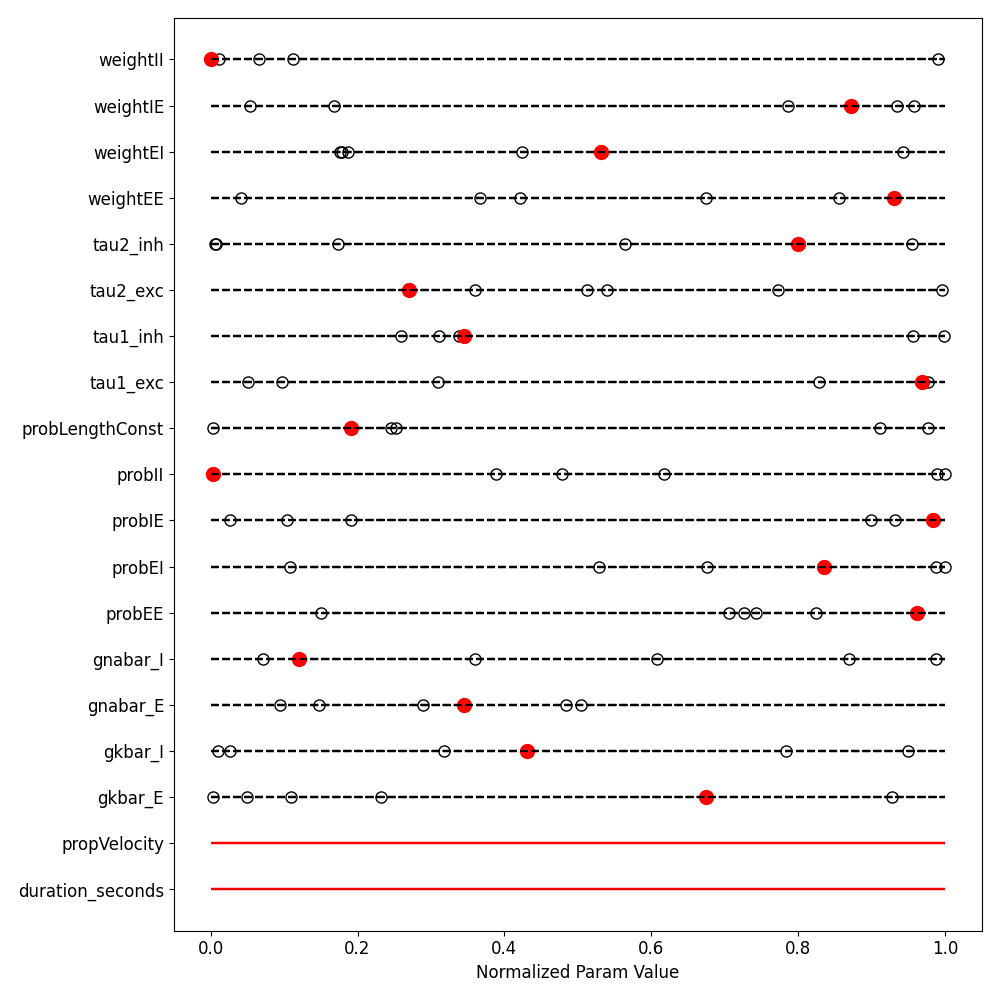 weightII
weightIE
weightEI
weightEE
tau2_inh
tau2_exc
tau1_inh
tau1_exc
probLengthConst
probII
probIE
probEI
probEE
gnabar_I
gnabar_E
gkbar_I
gkbar_E
propVelocity
duration_seconds
0.0 0.2 0.4 0.6 0.8 1.0
Normalized Param Value